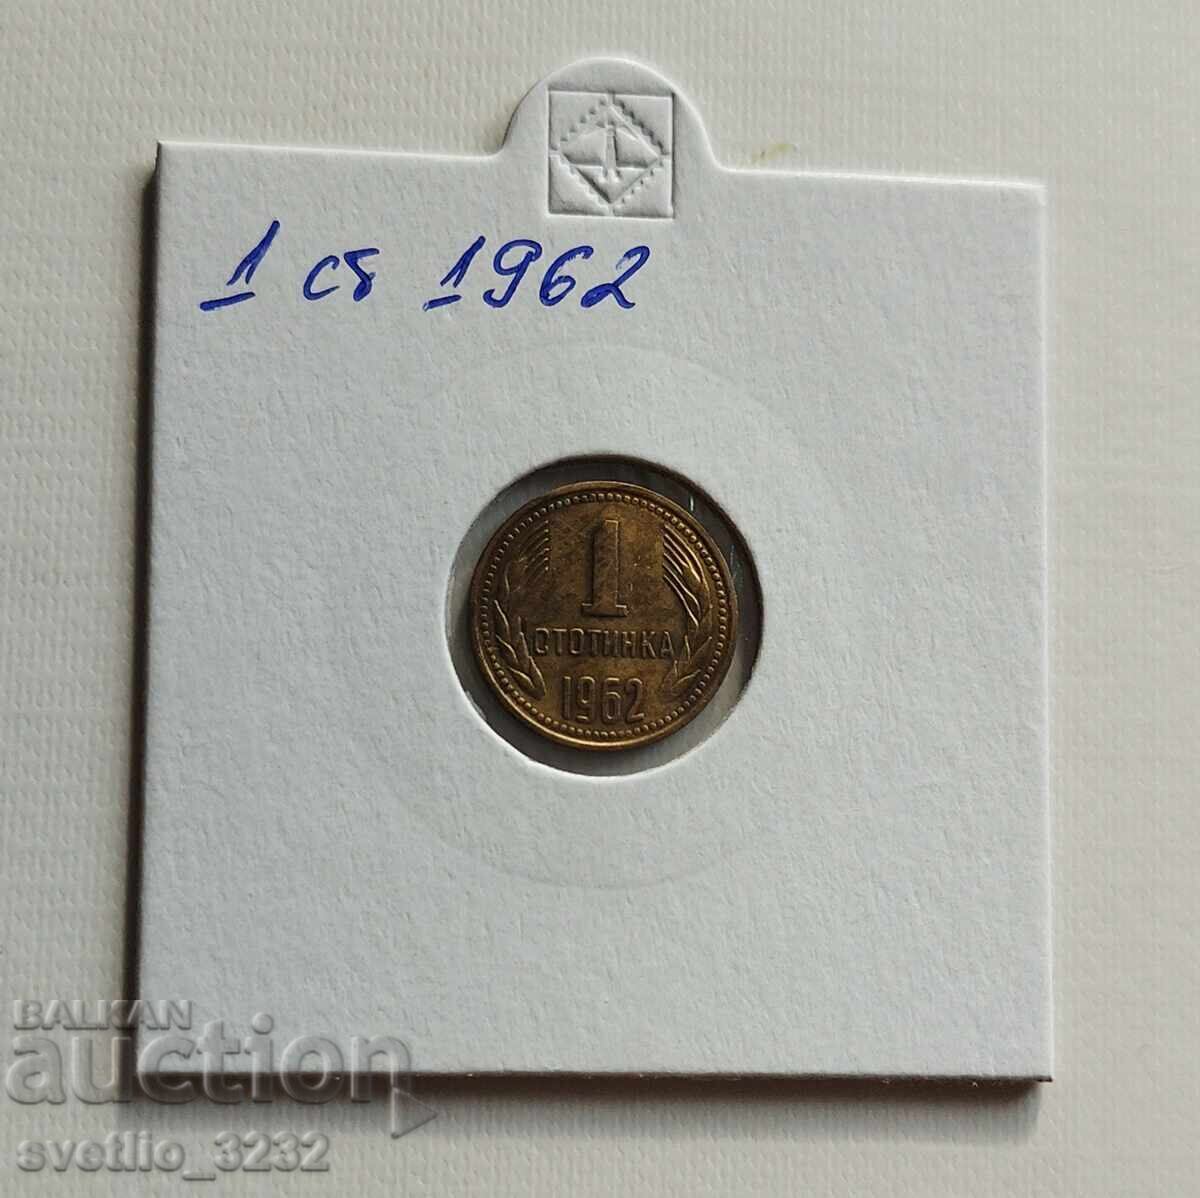 1 ст 1962
1
СТОТИНКА
1962
BALKAN
auction
svetlio_3232